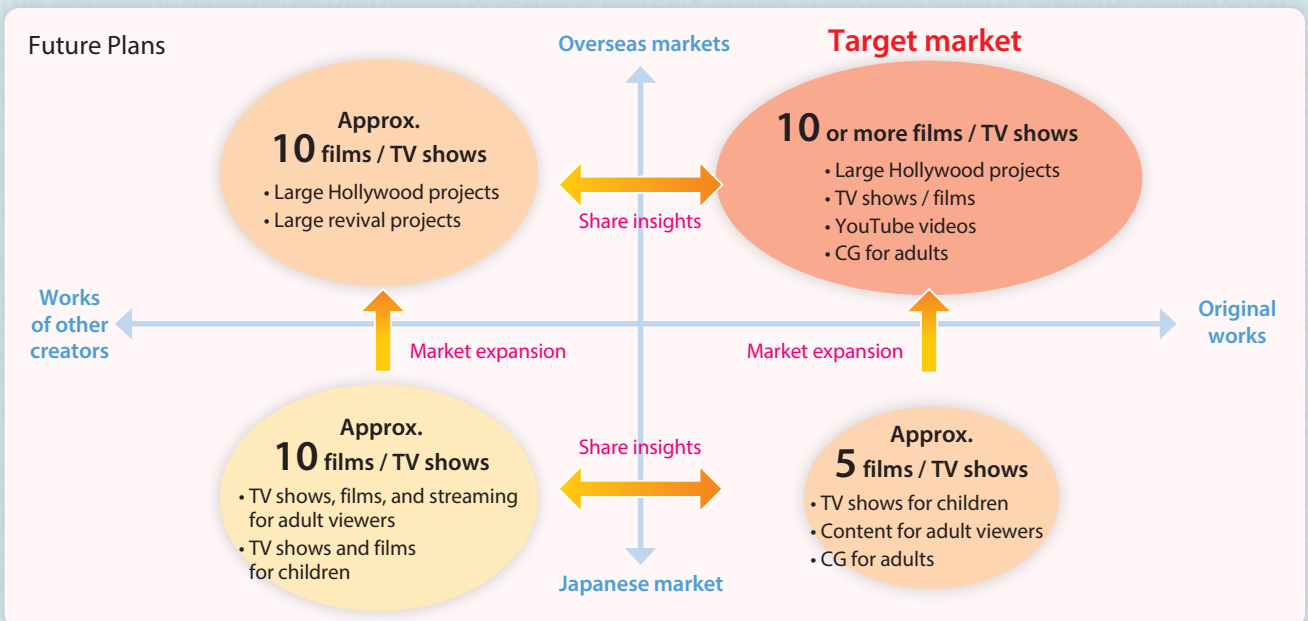 Future Plans
Overseas markets
Target market
Approx.
10 films / TV shows
• Large Hollywood projects
• Large revival projects
Share insights
10 or more films / TV shows
• Large Hollywood projects
• TV shows / films
• YouTube videos
• CG for adults
Works
of other
creators
Original
works
Market expansion
Market expansion
Approx.
10 films / TV shows
• TV shows, films, and streaming
for adult viewers
• TV shows and films
for children
Share insights
Approx.
5 films / TV shows
• TV shows for children
• Content for adult viewers
• CG for adults
Japanese market